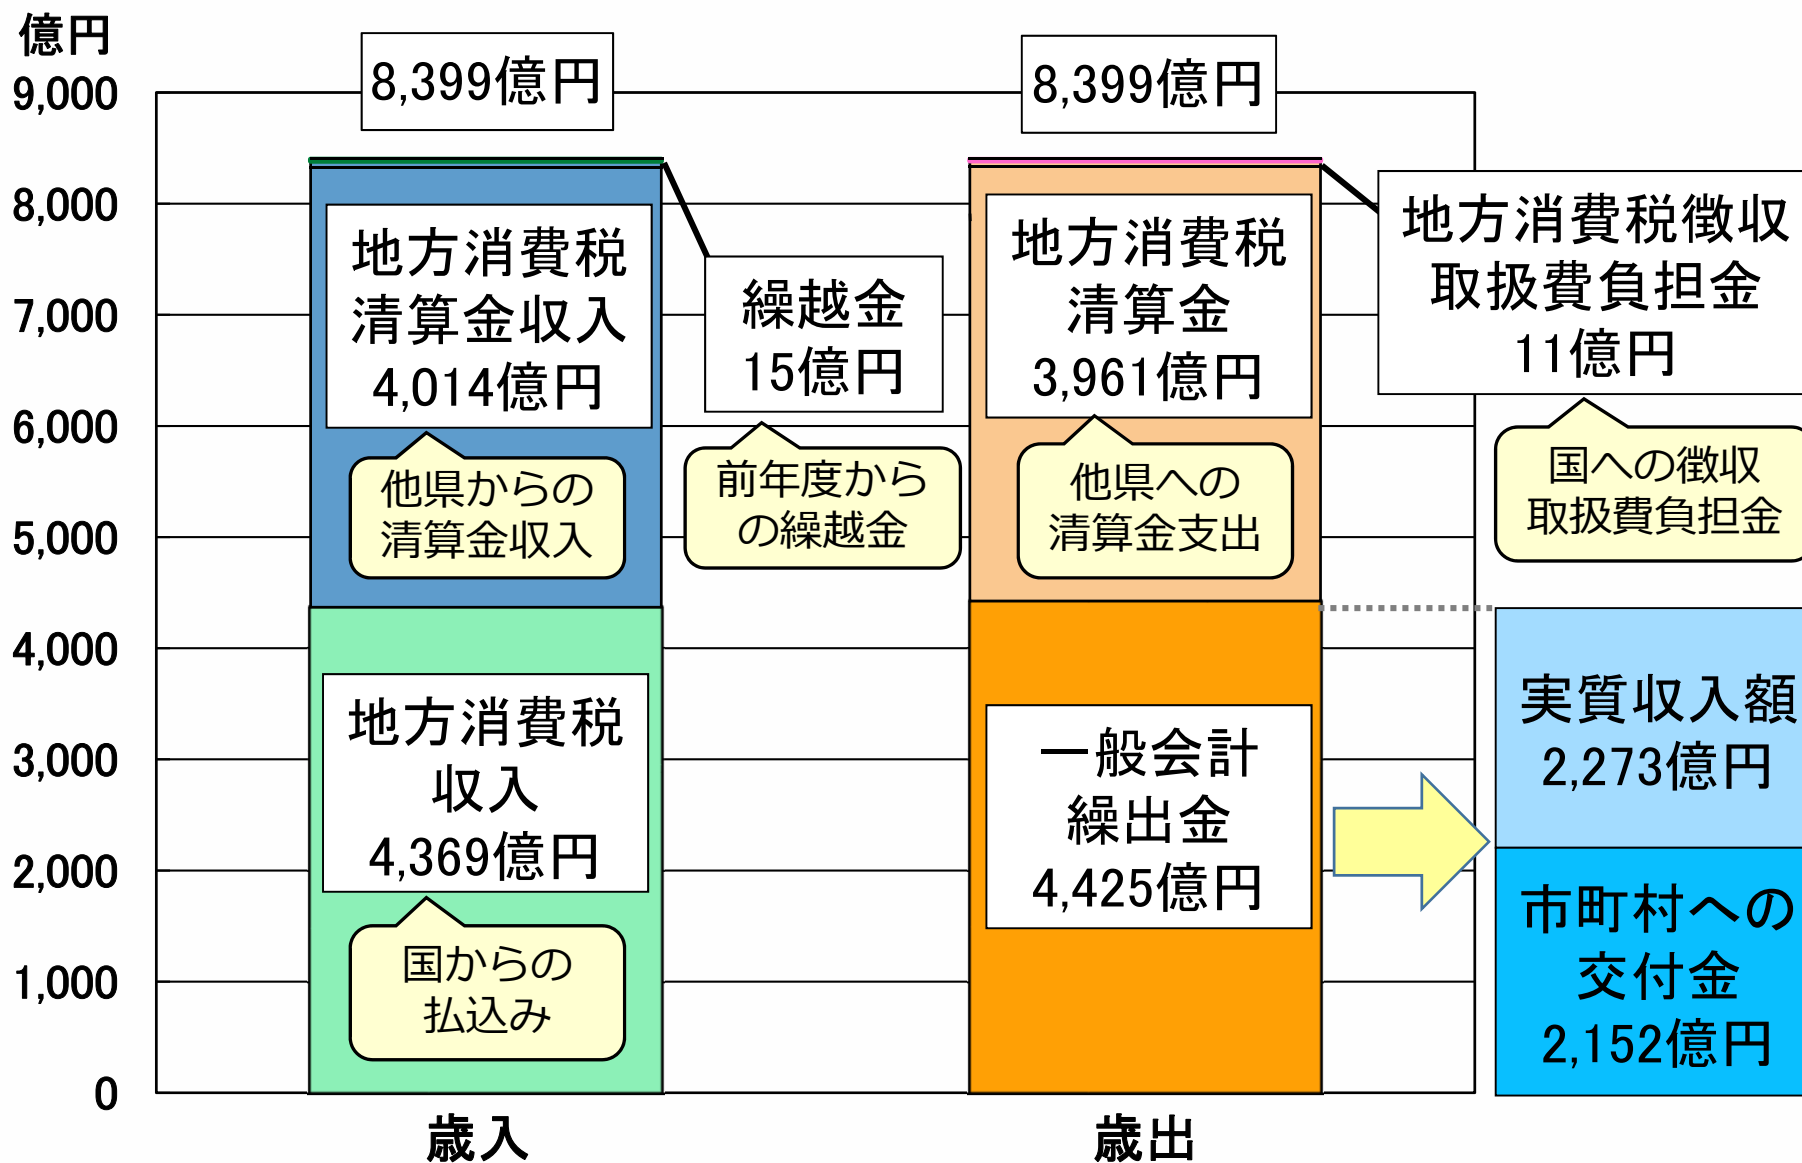 億円
9,000
8,000
7,000
6,000
5,000
4,000
3,000
2,000
1,000
0
8,399億円
地方消費税
清算金収入
4,014億円
他県からの
清算金収入
地方消費税
収入
4,369億円
国からの
払込み
歳入
繰越金
15億円
前年度から
の繰越金
8,399億円
地方消費税
清算金
3,961億円
他県への
清算金支出
一般会計
繰出金
4,425億円
歳出
地方消費税徴収
取扱費負担金
11億円
国への徴収
取扱費負担金
実質収入額
2,273億円
市町村への
交付金
2,152億円